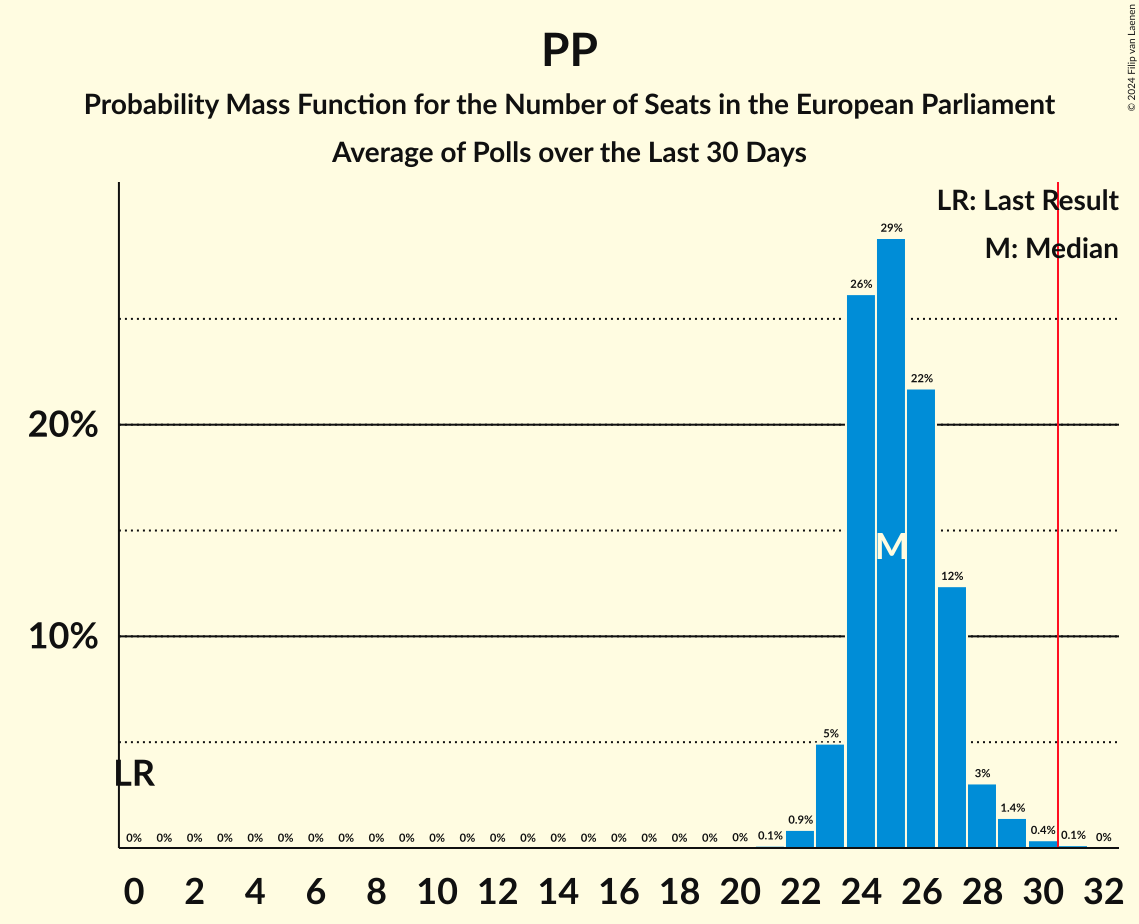 PP
Probability Mass Function for the Number of Seats in the European Parliament
Average of Polls over the Last 30 Days
© 2024 Filip van Laenen
LR: Last Result
M: Median
20%
10%
LR
M
0% 0% 0% 0% 0% 0% 0% 0% 0% 0% 0% 0% 0% 0% 0% 0% 0% 0% 0% 0% 0% 0.1% 0.9% 5% 26% 29% 22% 12% 3% 1.4% 0.4% 0.1% 0%
0 2 4 6 8 10 12 14 16 18 20 22 24 26 28 30 32